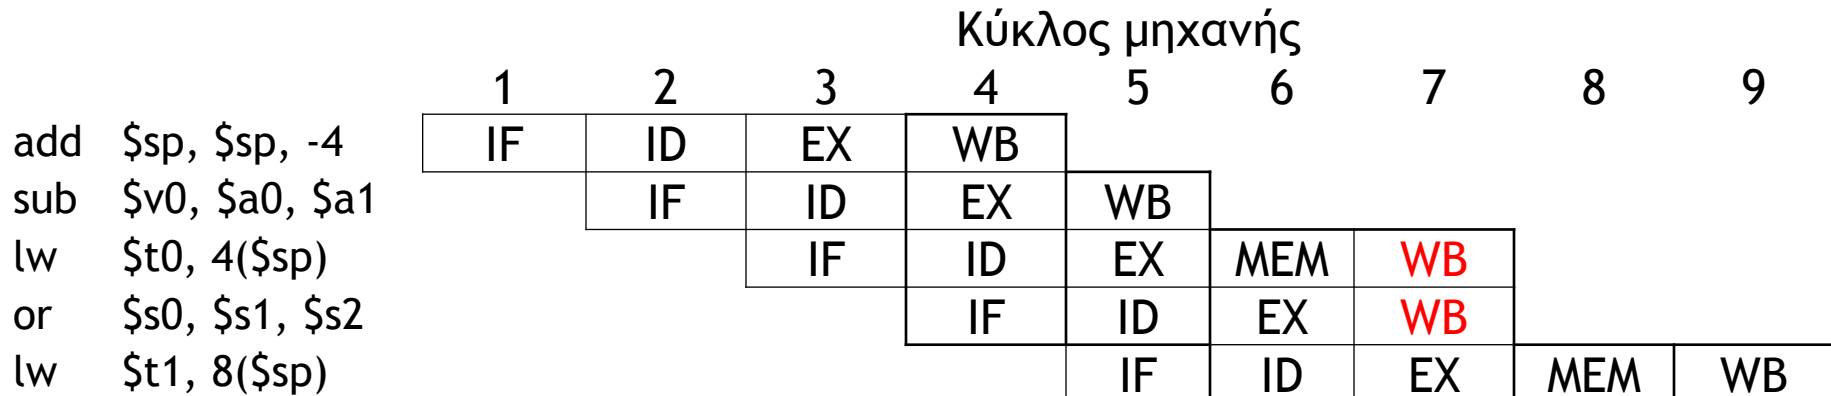 Κύκλος μηχανής
1 2 3 4 5 6 7 8 9
add $sp, $sp, -4 IF ID EX WB
sub $v0, $a0, $a1 IF ID EX WB
lw $t0, 4($sp) IF ID EX MEM WB
or $s0, $s1, $s2 IF ID EX WB
lw $t1, 8($sp) IF ID EX MEM WB